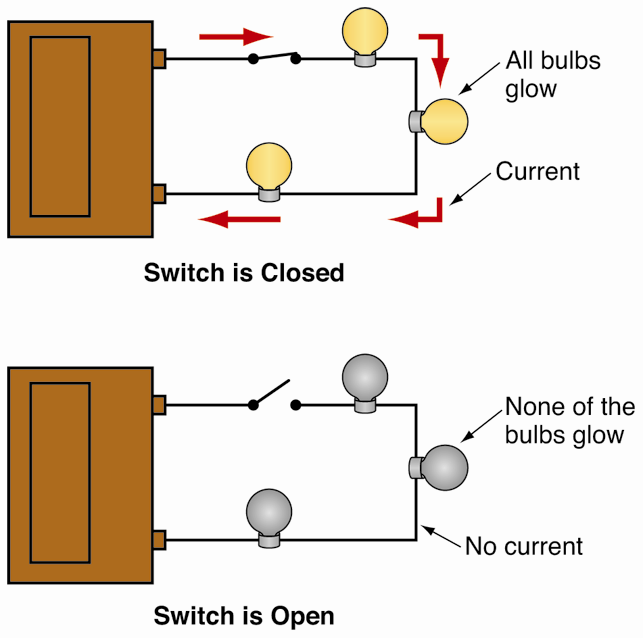 All bulbs
glow
Current
Switch is Closed
None of the
bulbs glow
No current
Switch is Open